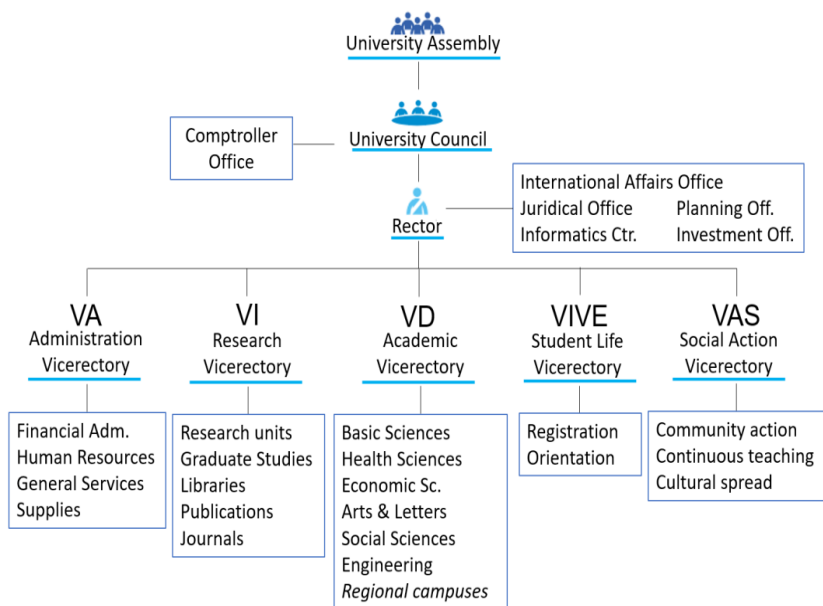 University Assembly
Comptroller
Office
University Council
International Affairs Office
Juridical Office Planning Off.
Informatics Ctr. Investment Off.
Rector
VA
Administration
Vicerectory
VI
Research
Vicerectory
VD
Academic
Vicerectory
VIVE
Student Life
Vicerectory
VAS
Social Action
Vicerectory
Financial Adm.
Human Resources
General Services
Supplies
Research units
Graduate Studies
Libraries
Publications
Journals
Basic Sciences
Health Sciences
Economic Sc.
Arts & Letters
Social Sciences
Engineering
Regional campuses
Registration
Orientation
Community action
Continuous teaching
Cultural spread